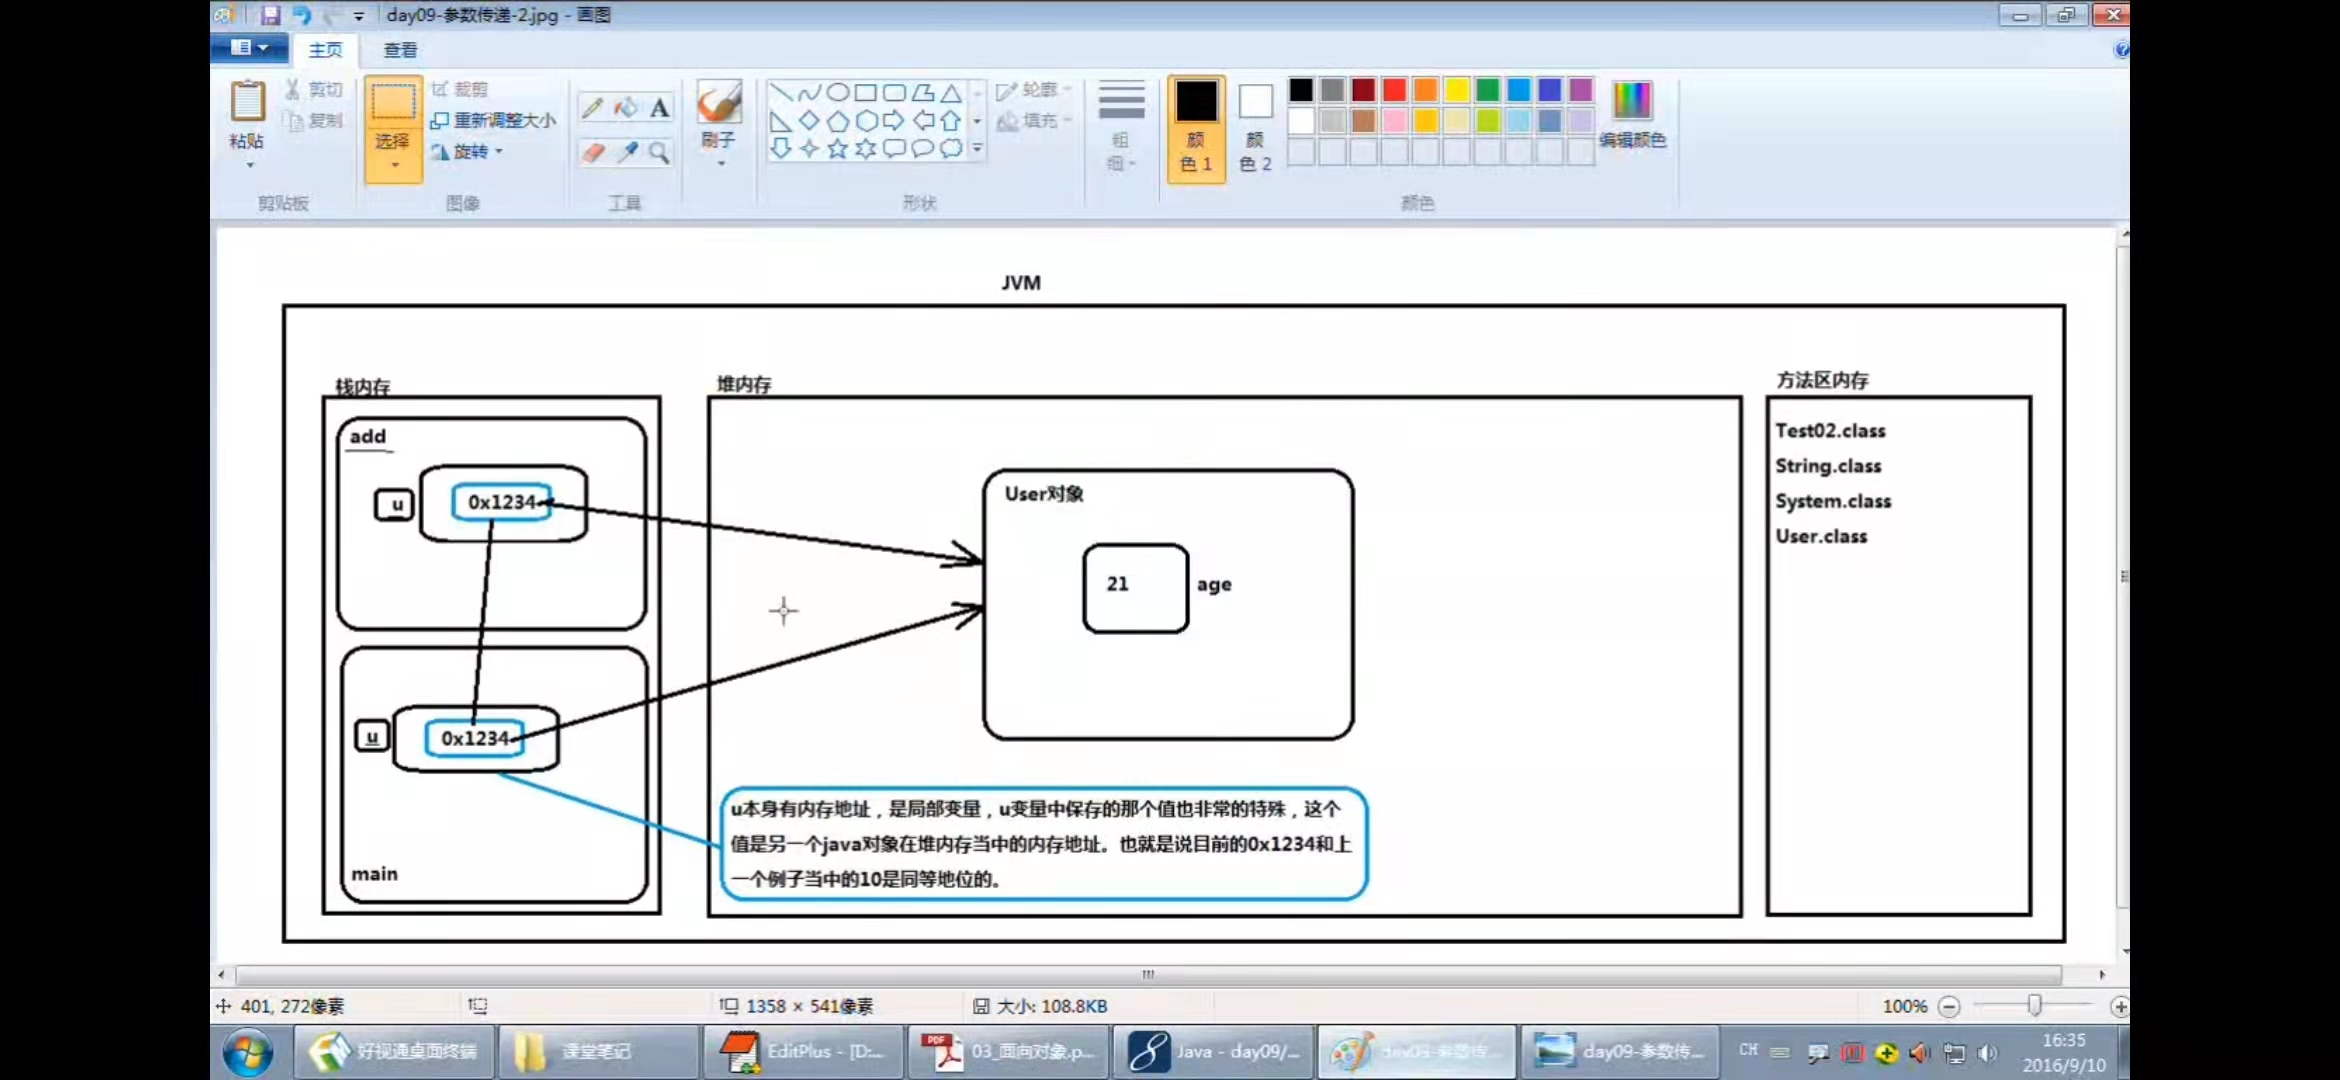 day09-参数传递-2.jpg - 画图
主页
查看
粘贴
剪切
复制
剪贴板
选择
裁剪
重新调整大小
旋转
图像
A
工具
刷子
形状
轮廓
填充
粗细
颜色 1
颜色 2
编辑颜色
颜色
JVM
栈内存
堆内存
方法区内存
add
u
0x1234
User对象
21
age
u
0x1234
main
u本身有内存地址，是局部变量，u变量中保存的那个值也非常的特殊，这个
值是另一个java对象在堆内存当中的内存地址。也就是说目前的0x1234和上
一个例子当中的10是同等地位的。
Test02.class
String.class
System.class
User.class
401, 272像素
1358 × 541像素
大小: 108.8KB
100%
好视通桌面终端
课堂笔记
EditPlus - [D:...
PDF
03_面向对象.p...
Java - day09/...
day09-参数传...
day09-参数传...
CH
16:35
2016/9/10